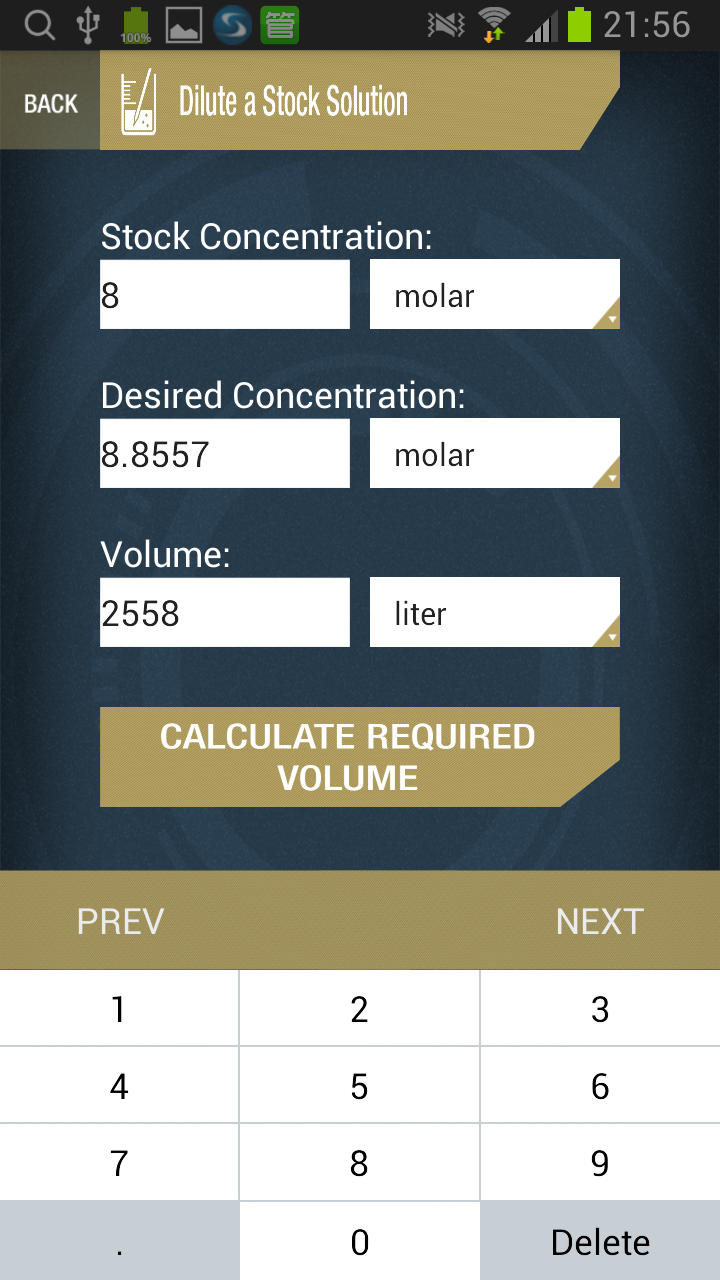 100%
管
21:56
BACK
Dilute a Stock Solution
Stock Concentration:
8 molar
Desired Concentration:
8.8557 molar
Volume:
2558 liter
CALCULATE REQUIRED
VOLUME
PREV NEXT
1 2 3
4 5 6
7 8 9
. 0 Delete